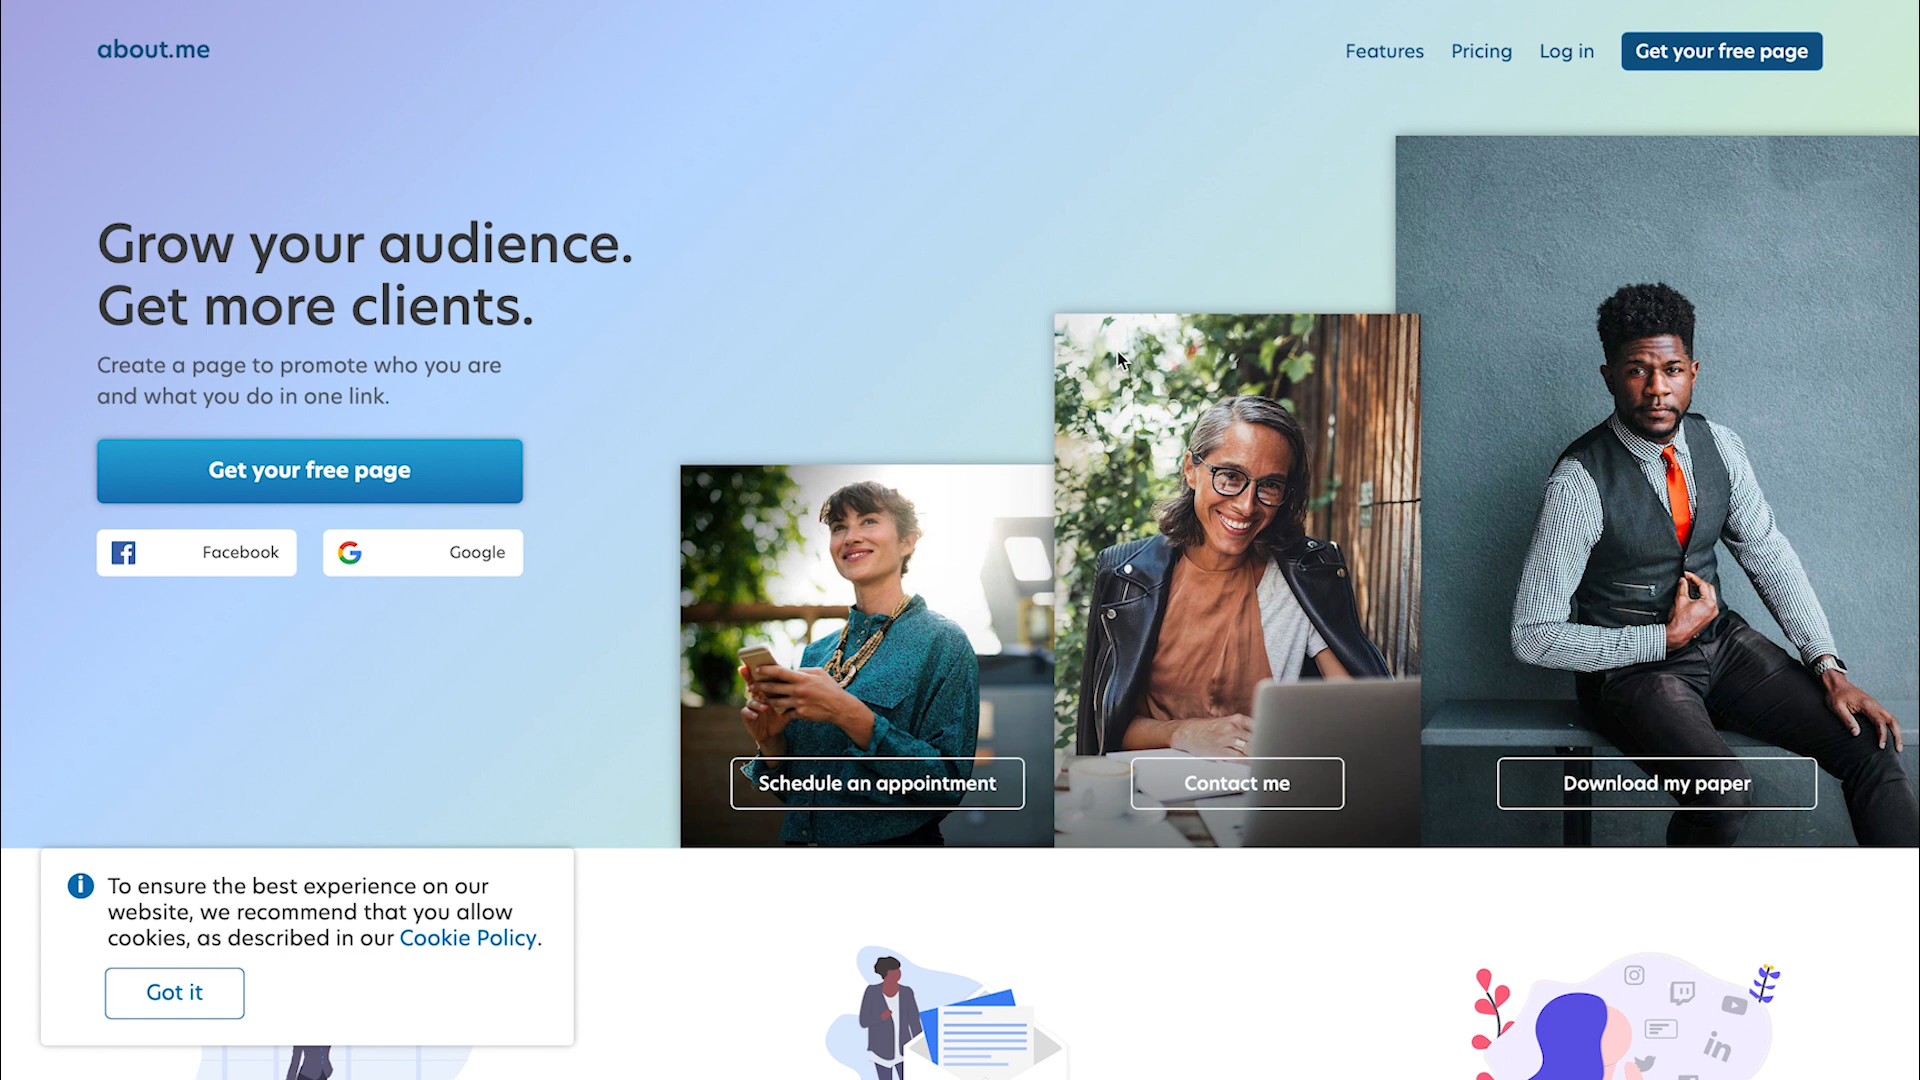 about.me
Features
Pricing
Log in
Get your free page
Grow your audience.
Get more clients.
Create a page to promote who you are
and what you do in one link.
Get your free page
Facebook
Google
Schedule an appointment
Contact me
Download my paper
To ensure the best experience on our
website, we recommend that you allow
cookies, as described in our Cookie Policy.
Got it